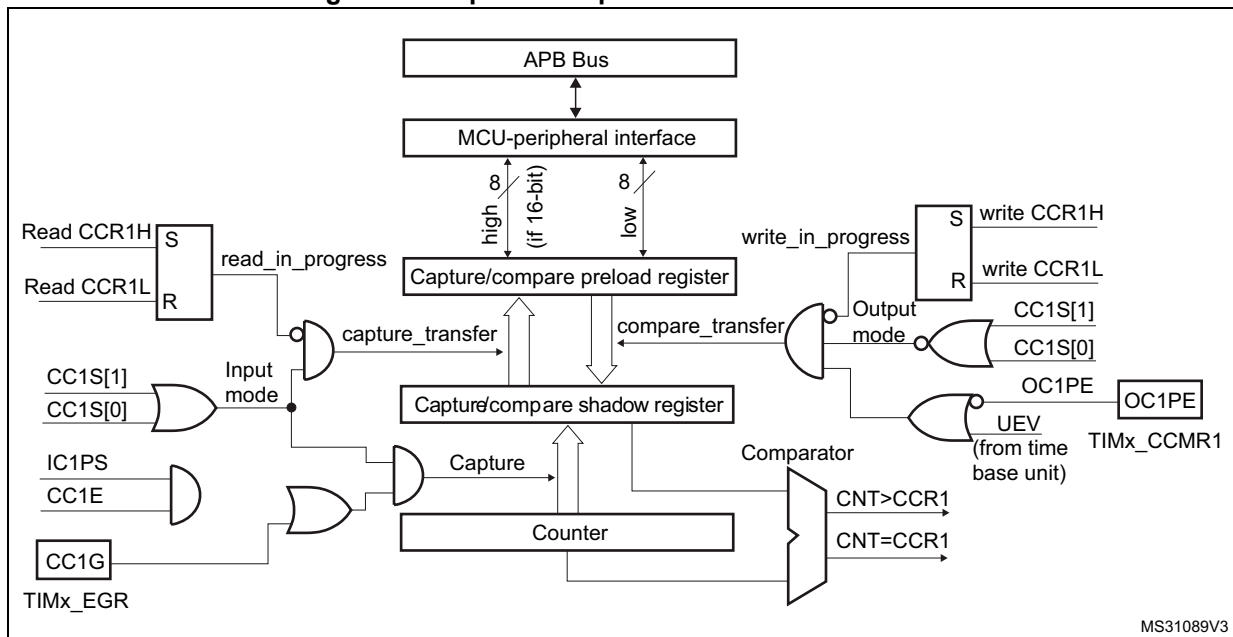 APB Bus
MCU-peripheral interface
8
high
(if 16-bit)
8
low
Read CCR1H
S
read_in_progress
Read CCR1L
R
write_in_progress
S
write CCR1H
R
write CCR1L
Capture/compare preload register
capture_transfer
compare_transfer
Output
mode
CC1S[1]
CC1S[0]
CC1S[1]
CC1S[0]
Input
mode
Capture/compare shadow register
OC1PE
OC1PE
UEV
(from time
base unit)
TIMx_CCMR1
IC1PS
CC1E
Capture
Comparator
CNT>CCR1
CNT=CCR1
Counter
CC1G
TIMx_EGR
MS31089V3